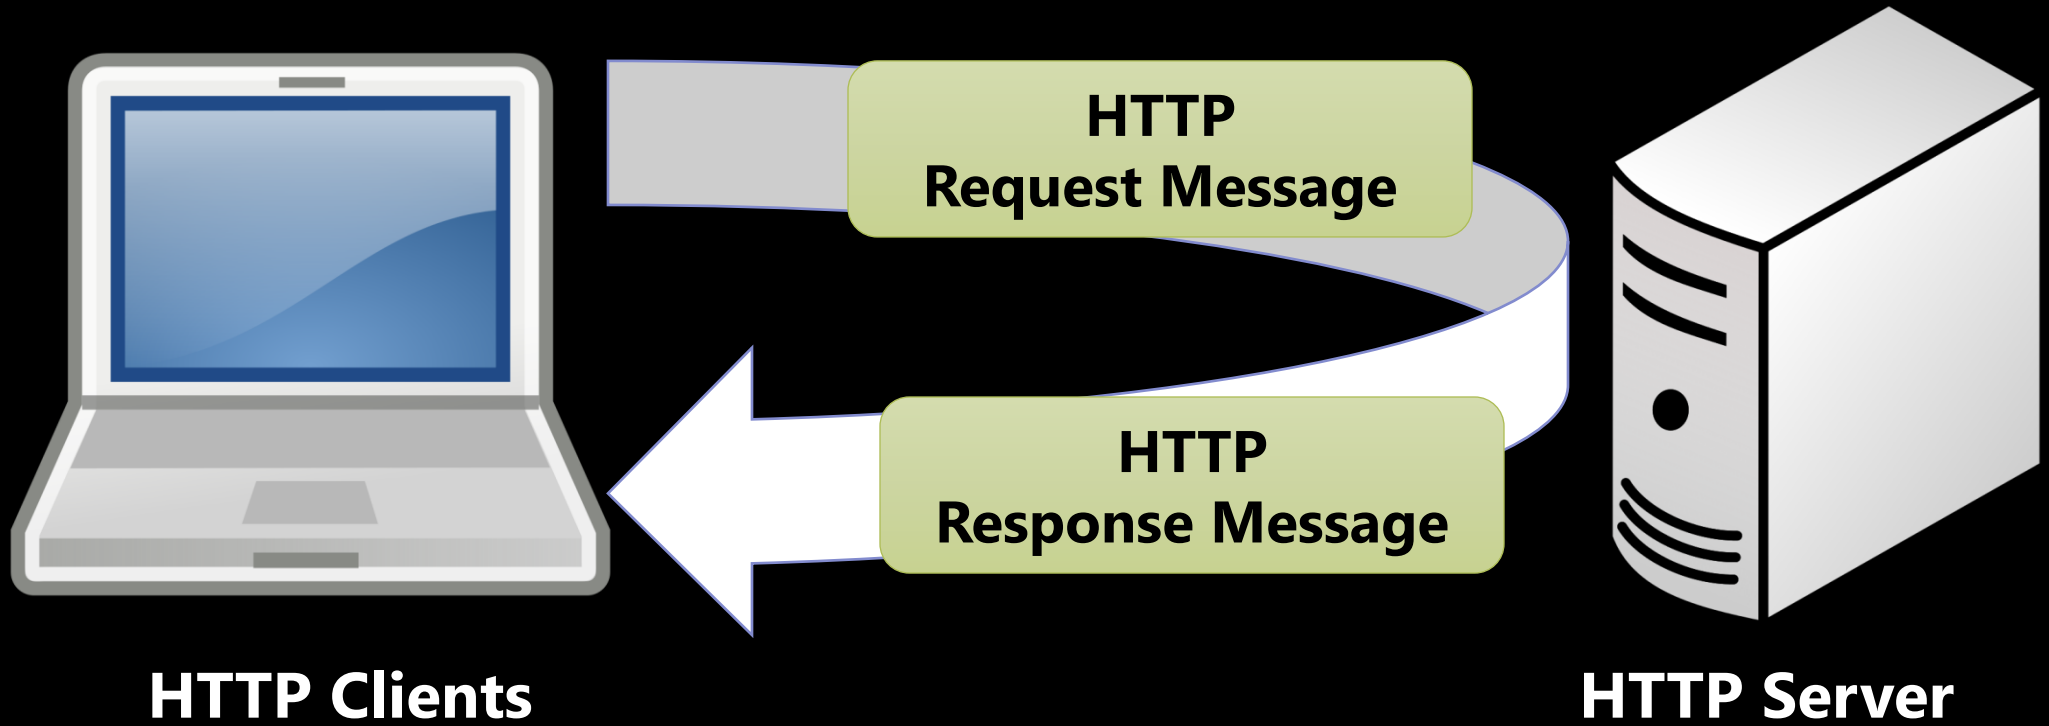 HTTP
Request Message
HTTP
Response Message
HTTP Clients
HTTP Server